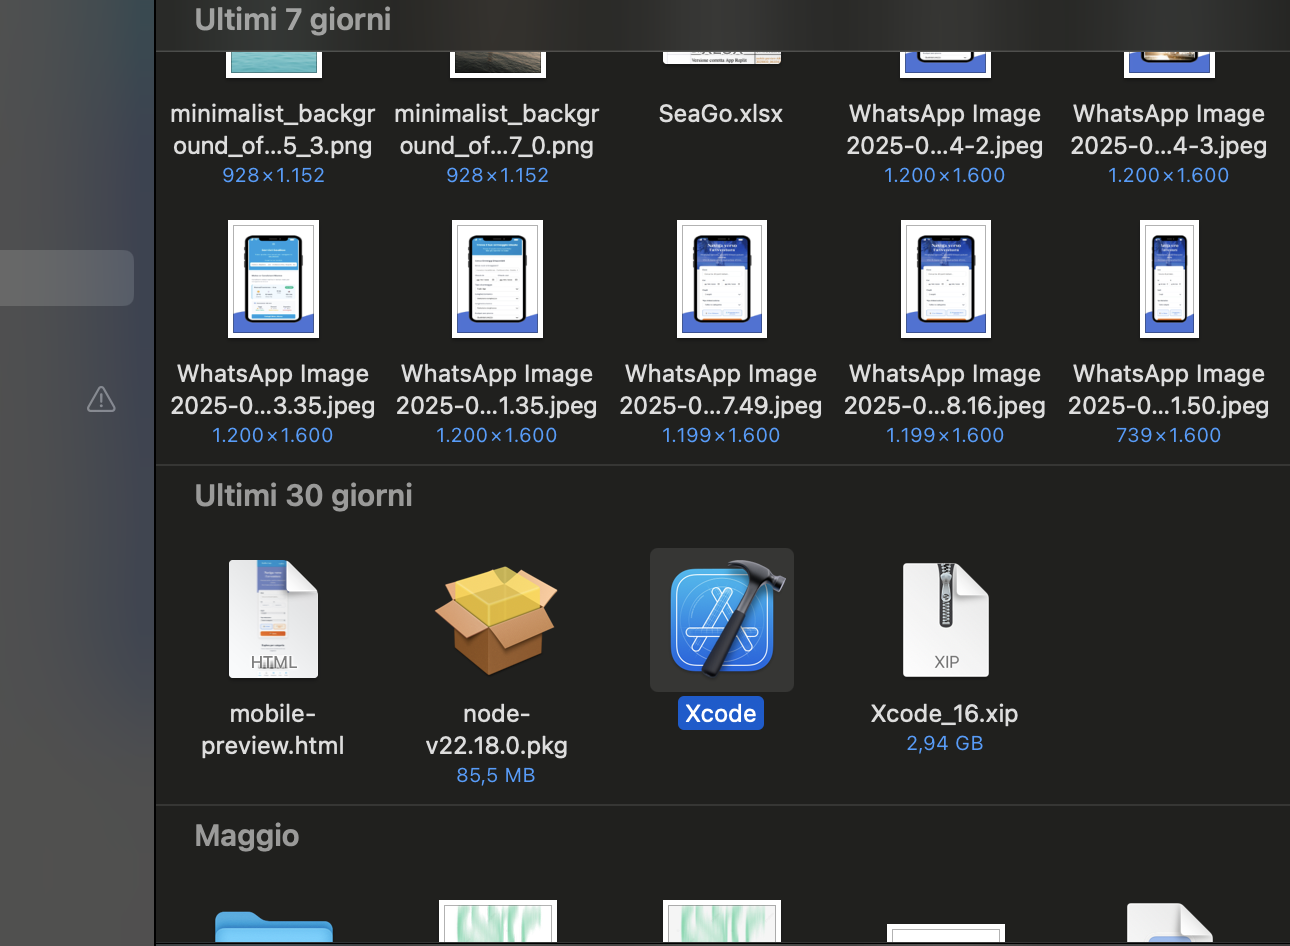 Ultimi 7 giorni
minimalist_backgr
ound_of...5_3.png
928×1.152
minimalist_backgr
ound_of...7_0.png
928×1.152
SeaGo.xlsx
WhatsApp Image
2025-0...4-2.jpeg
1.200×1.600
WhatsApp Image
2025-0...4-3.jpeg
1.200×1.600
WhatsApp Image
2025-0...3.35.jpeg
1.200×1.600
WhatsApp Image
2025-0...1.35.jpeg
1.200×1.600
WhatsApp Image
2025-0...7.49.jpeg
1.199×1.600
WhatsApp Image
2025-0...8.16.jpeg
1.199×1.600
WhatsApp Image
2025-0...1.50.jpeg
739×1.600
Ultimi 30 giorni
HTML
mobile-
preview.html
node-
v22.18.0.pkg
85,5 MB
Xcode
XIP
Xcode_16.xip
2,94 GB
Maggio